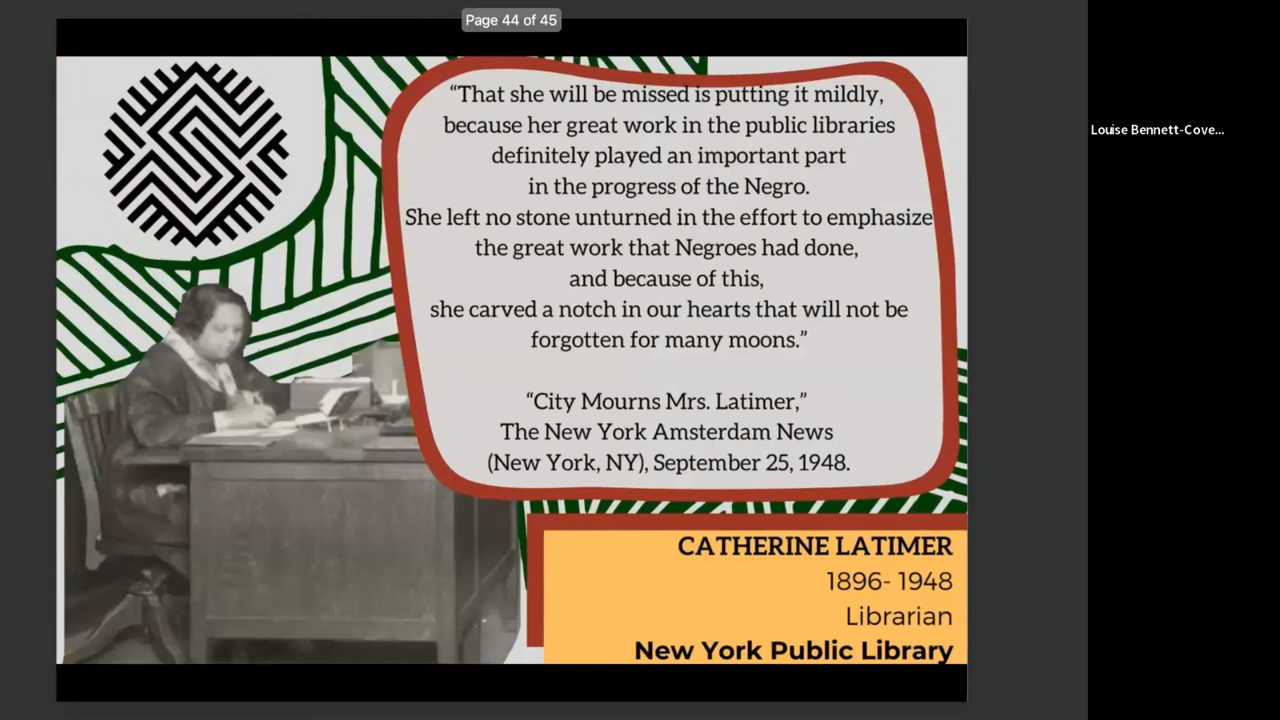 Page 44 of 45
“That she will be missed is putting it mildly,
because her great work in the public libraries
definitely played an important part
in the progress of the Negro.
She left no stone unturned in the effort to emphasize
the great work that Negroes had done,
and because of this,
she carved a notch in our hearts that will not be
forgotten for many moons.”
“City Mourns Mrs. Latimer,”
The New York Amsterdam News
(New York, NY), September 25, 1948.
CATHERINE LATIMER
1896- 1948
Librarian
New York Public Library
Louise Bennett-Cove...